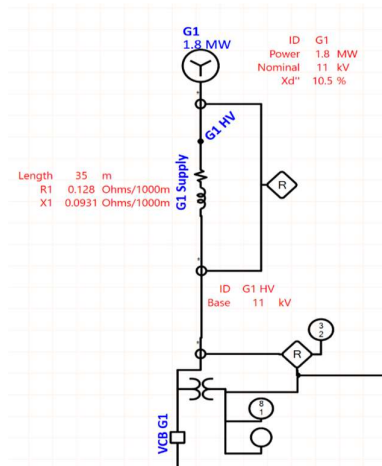 G1
1.8 MW
ID G1
Power 1.8 MW
Nominal 11 kV
Xd" 10.5 %
G1 HV
Length 35 m
R1 0.128 Ohms/1000m
X1 0.0931 Ohms/1000m
G1 Supply
R
ID G1 HV
Base 11 kV
3
2
R
8
1
VCB G1